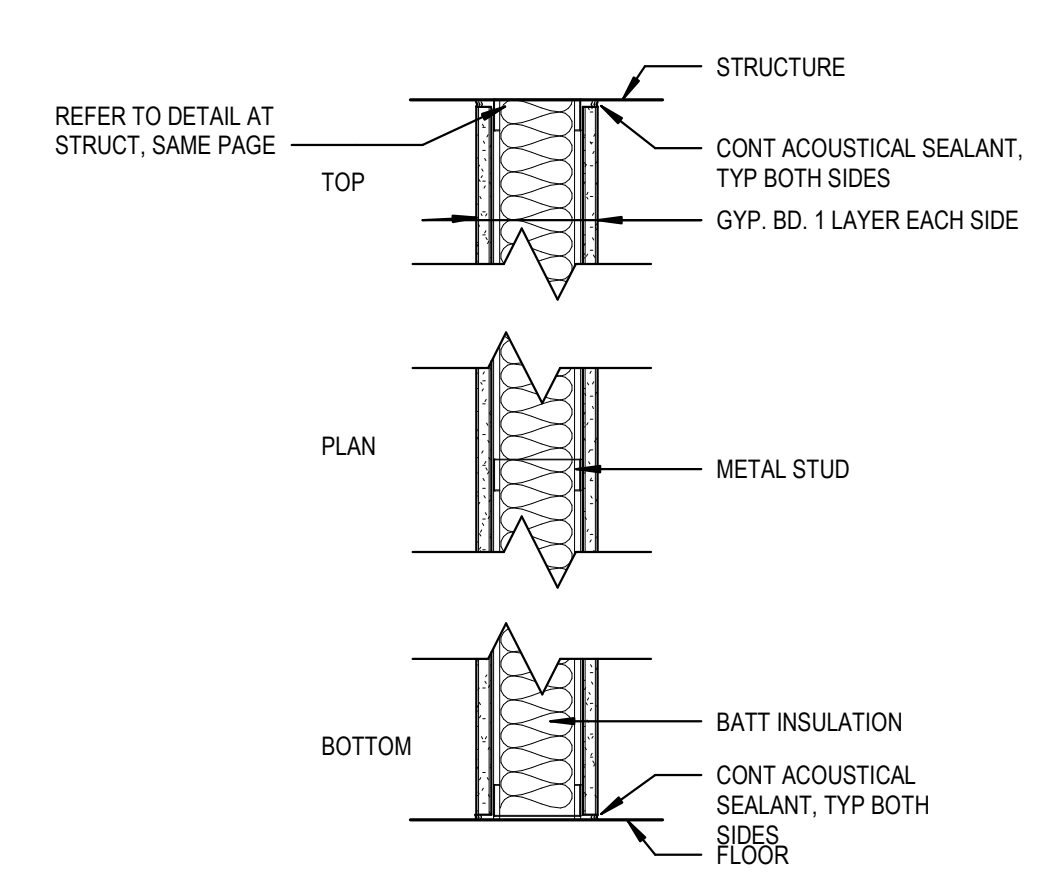 STRUCTURE
REFER TO DETAIL AT
STRUCT, SAME PAGE
CONT ACOUSTICAL SEALANT,
TYP BOTH SIDES
TOP
GYP. BD. 1 LAYER EACH SIDE
PLAN
METAL STUD
BATT INSULATION
BOTTOM
CONT ACOUSTICAL
SEALANT, TYP BOTH
SIDES
FLOOR